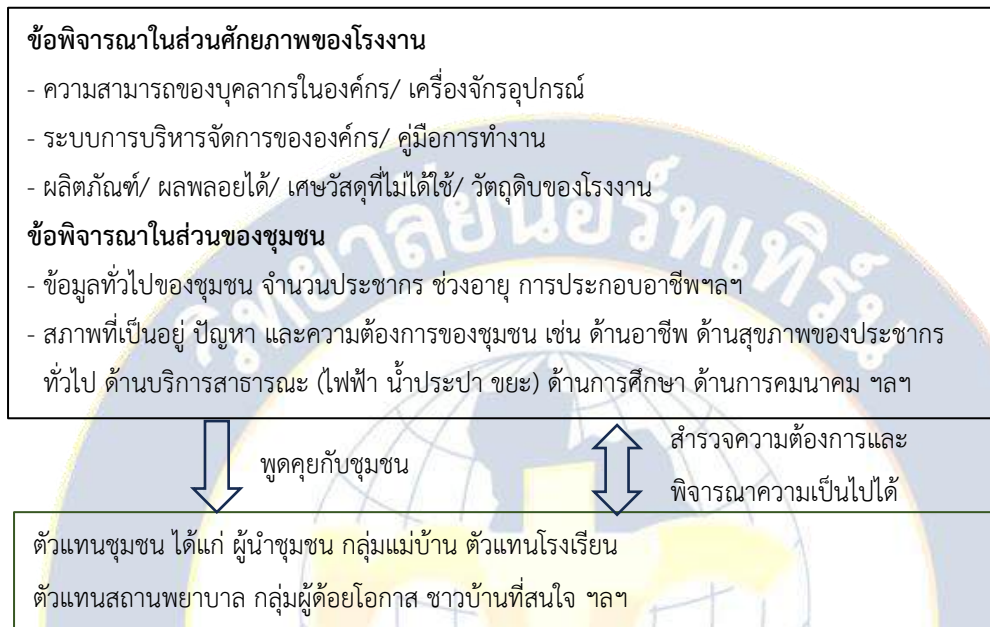 ข้อพิจารณาในส่วนศักยภาพของโรงงาน
- ความสามารถของบุคลากรในองค์กร/ เครื่องจักรอุปกรณ์
- ระบบการบริหารจัดการขององค์กร/ คู่มือการทำงาน
- ผลิตภัณฑ์/ ผลพลอยได้/ เศษวัสดุที่ไม่ได้ใช้/ วัตถุดิบของโรงงาน
ข้อพิจารณาในส่วนของชุมชน
- ข้อมูลทั่วไปของชุมชน จำนวนประชากร ช่วงอายุ การประกอบอาชีพฯลฯ
- สภาพที่เป็นอยู่ ปัญหา และความต้องการของชุมชน เช่น ด้านอาชีพ ด้านสุขภาพของประชากร
ทั่วไป ด้านบริการสาธารณะ (ไฟฟ้า น้ำประปา ขยะ) ด้านการศึกษา ด้านการคมนาคม ฯลฯ
พูดคุยกับชุมชน
สำรวจความต้องการและ
พิจารณาความเป็นไปได้
ตัวแทนชุมชน ได้แก่ ผู้นำชุมชน กลุ่มแม่บ้าน ตัวแทนโรงเรียน
ตัวแทนสถานพยาบาล กลุ่มผู้ด้อยโอกาส ชาวบ้านที่สนใจ ฯลฯ
วิทยาลัยนอร์ทเทิร์น